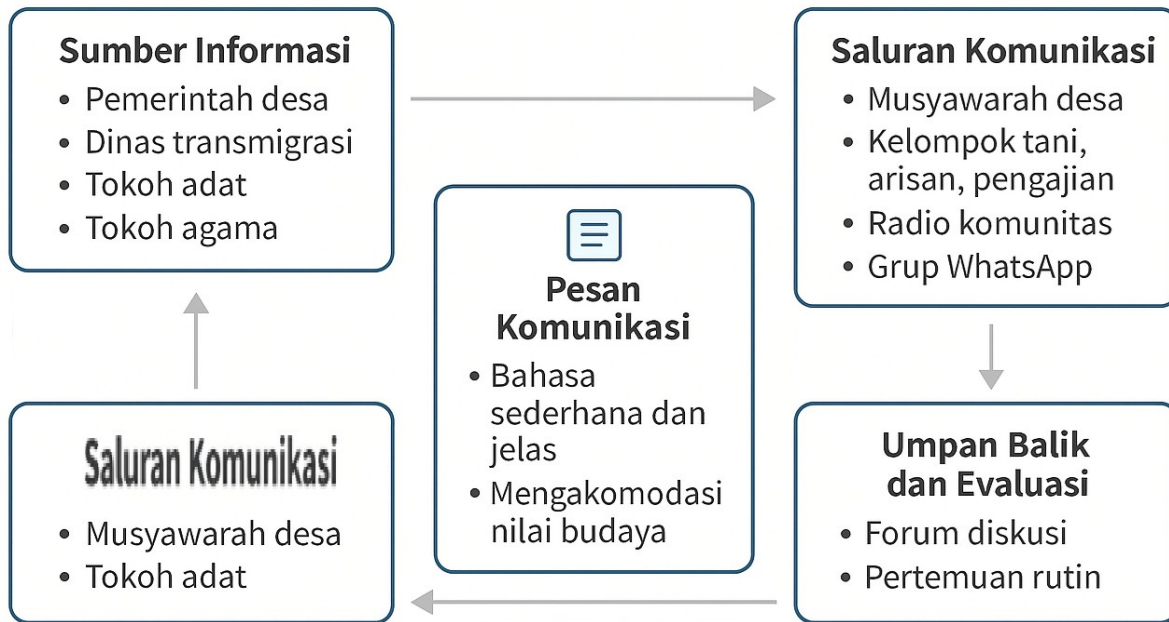 Sumber Informasi
• Pemerintah desa
• Dinas transmigrasi
• Tokoh adat
• Tokoh agama
Saluran Komunikasi
• Musyawarah desa
• Kelompok tani,
arisan, pengajian
• Radio komunitas
• Grup WhatsApp
Pesan
Komunikasi
• Bahasa
sederhana dan
jelas
• Mengakomodasi
nilai budaya
Saluran Komunikasi
• Musyawarah desa
• Tokoh adat
Umpan Balik
dan Evaluasi
• Forum diskusi
• Pertemuan rutin